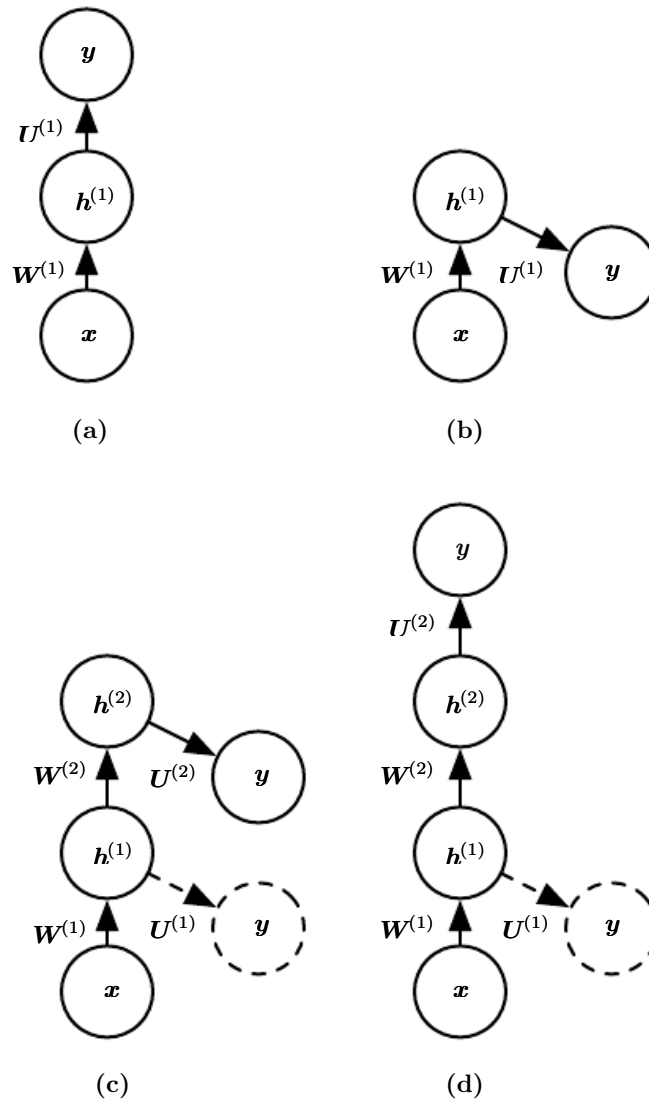 y
U^(1)
h^(1)
W^(1)
x
(a)
h^(1)
W^(1) U^(1) y
x
(b)
h^(2)
W^(2) U^(2) y
h^(1)
W^(1) U^(1) y
x
(c)
y
U^(2)
h^(2)
W^(2)
h^(1)
W^(1) U^(1) y
x
(d)